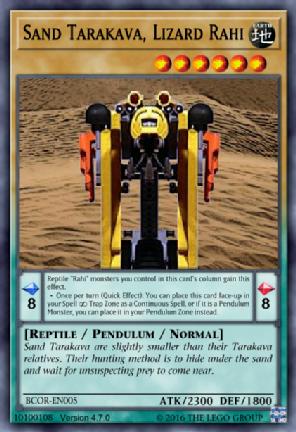 SAND TARAKAVA, LIZARD RAHI
EARTH
地
Reptile "Rahi" monsters you control in this card's column gain this
effect.
• Once per turn (Quick Effect): You can place this card face-up in
your Spell & Trap Zone as a Continuous Spell, or if it is a Pendulum
Monster, you can place it in your Pendulum Zone instead.
8
8
[REPTILE / PENDULUM / NORMAL]
Sand Tarakava are slightly smaller than their Tarakava
relatives. Their hunting method is to hide under the sand
and wait for unsuspecting prey to come near.
BCOR-EN005
ATK/2300 DEF/1800
10100108 Version 4.7.0
©2016 THE LEGO GROUP